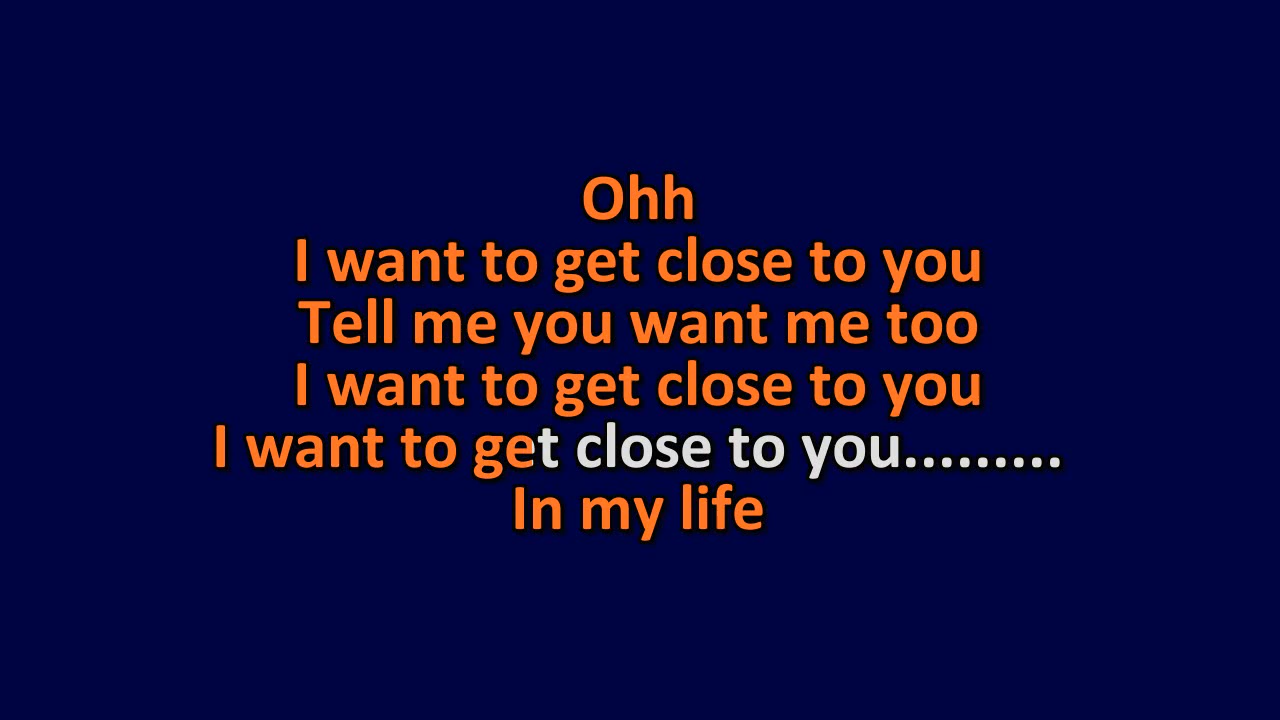 Ohh
I want to get close to you
Tell me you want me too
I want to get close to you
I want to get close to you.........
In my life